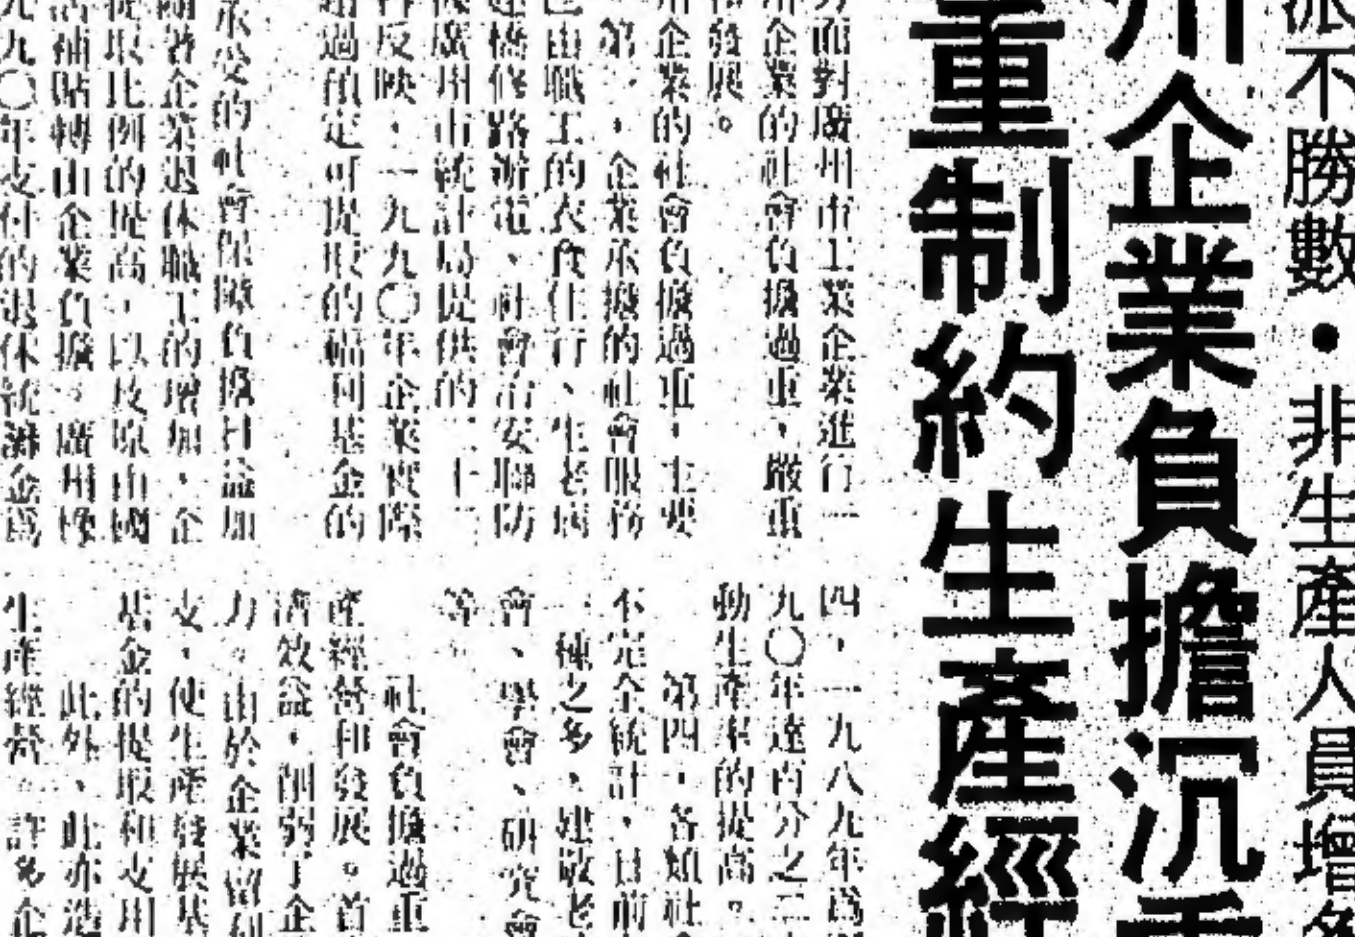 派不勝數・非生產人員增多
州企業負擔沉重
重制約生產經
方面對廣州市工業企業進行一
企業的社會負擔過重，嚴重
和發展。
企業的社會負擔過重，主要
第一，企業承擔的社會服務
由職工的衣食住行、生老病
建橋修路辦電、社會治安聯防
廣州市統計局提供的二十二
反映，一九九〇年企業實際
超過預定可提取的福利基金的
承受的社會保障負擔日益加
隨著企業退休職工的增加，企
提取比例的提高，以及原由國
補貼轉由企業負擔。廣州橡
九九〇年支付的退休統籌金為
四，一九八九年為
九〇年達百分之三
動生產率的提高。
第四，各類社
不完全統計，目前
種之多，建敬老
會、學會、研究會
等
社會負擔過重
產經營和發展。首
濟效益，削弱了企
力。由於企業留利
支，使生產發展基
基金的提取和支用
此外，此亦造
生產經營。許多企